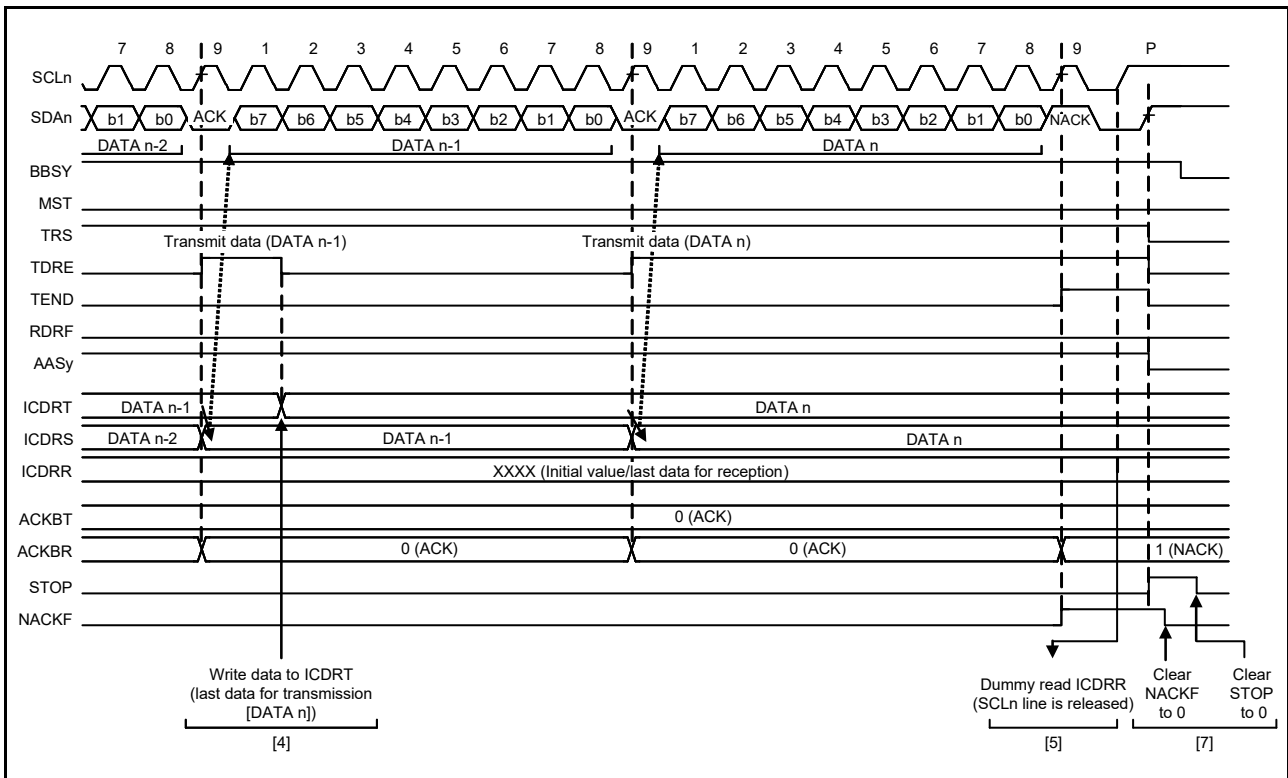 7 8 9 1 2 3 4 5 6 7 8 9 1 2 3 4 5 6 7 8 9 P
SCLn
SDAn b1 b0 ACK b7 b6 b5 b4 b3 b2 b1 b0 ACK b7 b6 b5 b4 b3 b2 b1 b0 NACK
DATA n-2 DATA n-1 DATA n
BBSY
MST
TRS
Transmit data (DATA n-1) Transmit data (DATA n)
TDRE
TEND
RDRF
AASy
ICDRT DATA n-1 DATA n
ICDRS DATA n-2 DATA n-1 DATA n
ICDRR XXXX (Initial value/last data for reception)
ACKBT 0 (ACK)
ACKBR 0 (ACK) 0 (ACK) 1 (NACK)
STOP
NACKF
Write data to ICDRT
(last data for transmission
[DATA n])
[4]
Dummy read ICDRR
(SCLn line is released)
[5]
Clear
NACKF
to 0
Clear
STOP
to 0
[7]